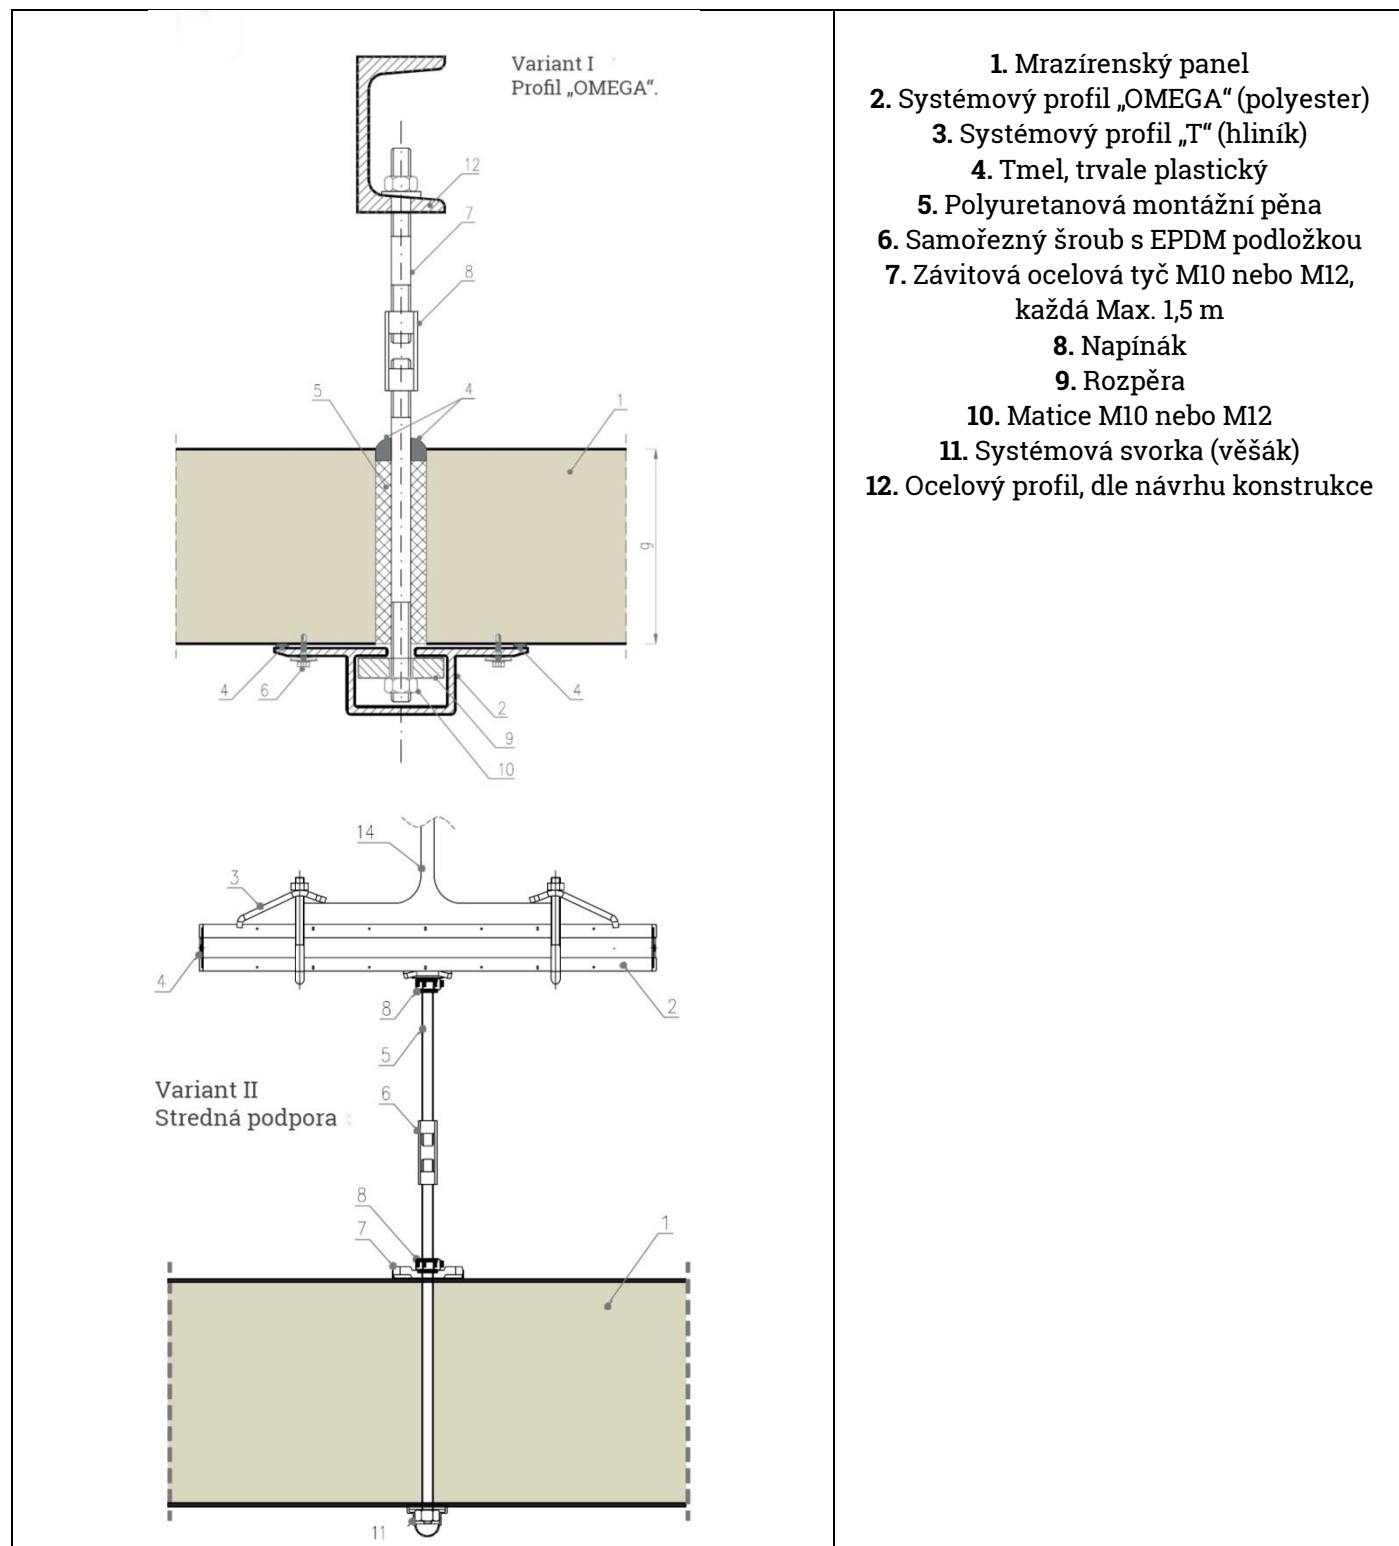 Variant I
Profil „OMEGA“.
12
7
8
5
4
1
g
4
6
2
4
9
10
14
3
4
8
2
5
Variant II
Stredná podpora
6
8
7
1
11
1. Mrazírenský panel
2. Systémový profil „OMEGA“ (polyester)
3. Systémový profil „T“ (hliník)
4. Tmel, trvale plastický
5. Polyuretanová montážní pěna
6. Samořezný šroub s EPDM podložkou
7. Závitová ocelová tyč M10 nebo M12,
každá Max. 1,5 m
8. Napínák
9. Rozpěra
10. Matice M10 nebo M12
11. Systémová svorka (věšák)
12. Ocelový profil, dle návrhu konstrukce